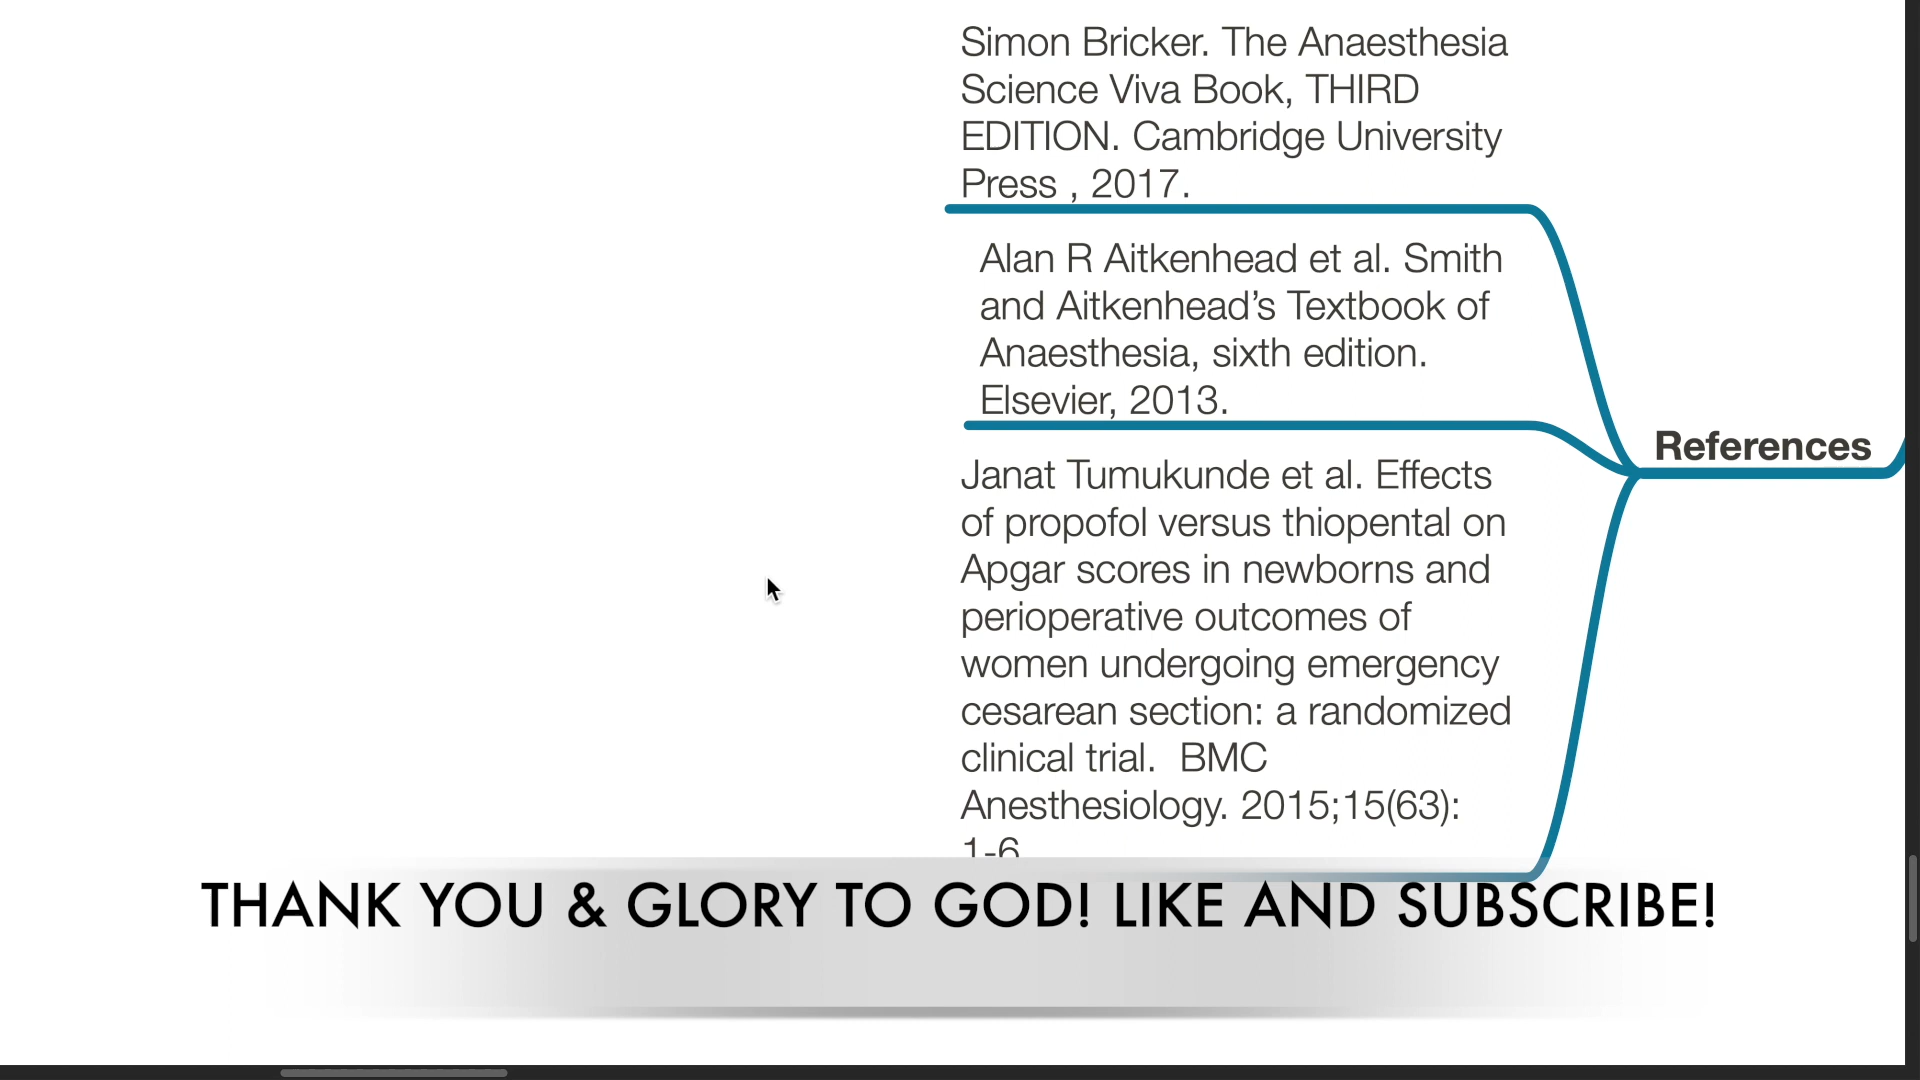 Simon Bricker. The Anaesthesia
Science Viva Book, THIRD
EDITION. Cambridge University
Press , 2017.
Alan R Aitkenhead et al. Smith
and Aitkenhead’s Textbook of
Anaesthesia, sixth edition.
Elsevier, 2013.
References
Janat Tumukunde et al. Effects
of propofol versus thiopental on
Apgar scores in newborns and
perioperative outcomes of
women undergoing emergency
cesarean section: a randomized
clinical trial.  BMC
Anesthesiology. 2015;15(63):
1-6
THANK YOU & GLORY TO GOD! LIKE AND SUBSCRIBE!